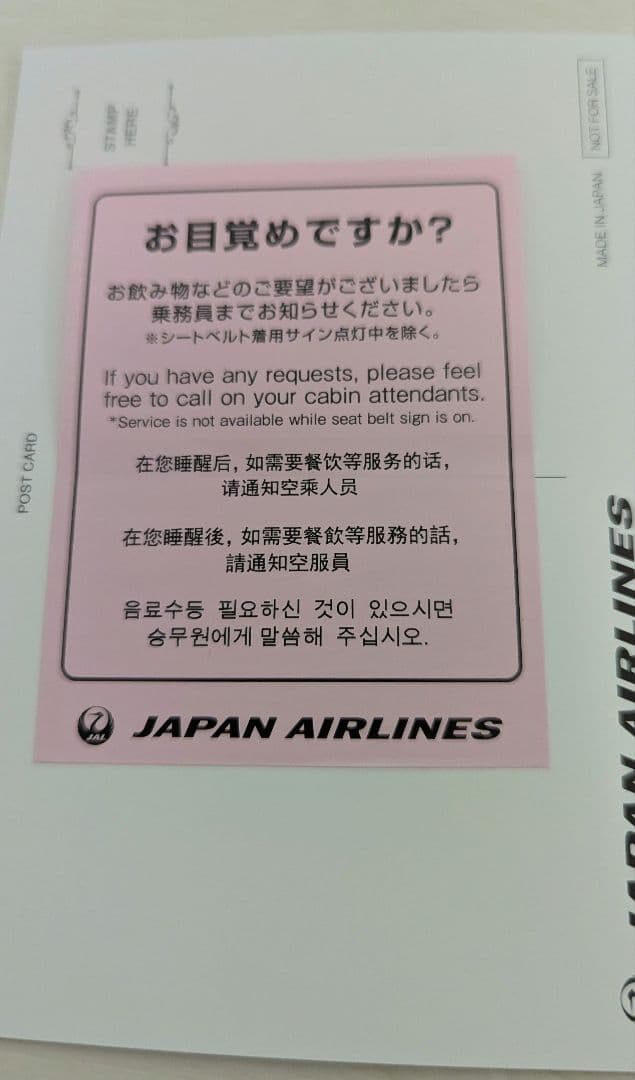 お目覚めですか?
お飲み物などのご要望がございましたら
乗務員までお知らせください。
※シートベルト着用サイン点灯中を除く。
If you have any requests, please feel
free to call on your cabin attendants.
*Service is not available while seat belt sign is on.
在您睡醒后，如需要餐饮等服务的话，
请通知空乘人员
在您睡醒後，如需要餐飲等服務的話，
請通知空服員
음료수등 필요하신 것이 있으시면
승무원에게 말씀해 주십시오.
JAL
JAPAN AIRLINES
POST CARD
STAMP
HERE
NOT FOR SALE
MADE IN JAPAN
JAPAN AIRLINES